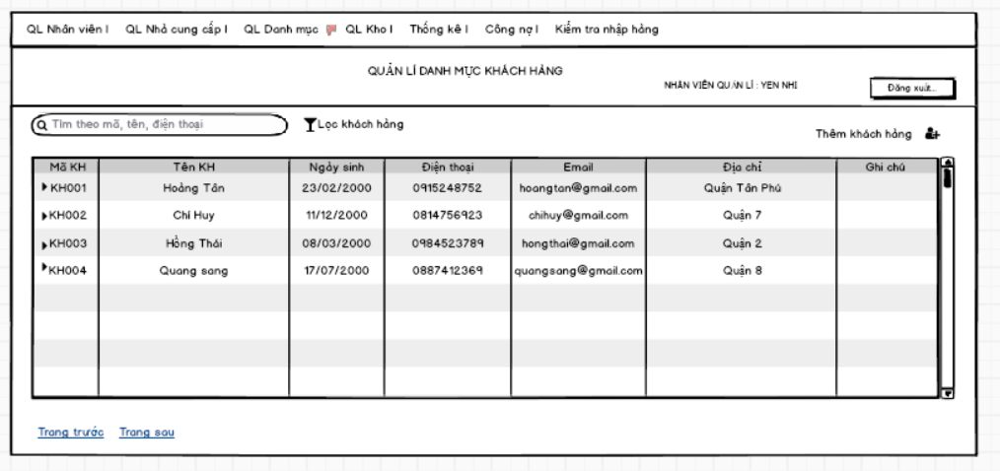 QL Nhân viên I QL Nhà cung cấp I QL Danh mục QL Kho I Thống kê I Công nợ I Kiểm tra nhập hàng
QUẢN LÍ DANH MỰC KHÁCH HÀNG
NHÂN VIÊN QUẢN LÍ : YEN NHI
Đăng xuất...
Tìm theo mã, tên, điện thoại
Lọc khách hàng
Thêm khách hàng
Mã KH Tên KH Ngày sinh Điện thoại Email Địa chỉ Ghi chú
KH001 Hoàng Tân 23/02/2000 0915248752 hoangtan@gmail.com Quận Tân Phú
KH002 Chí Huy 11/12/2000 0814756923 chihuy@gmail.com Quận 7
KH003 Hồng Thái 08/03/2000 0984523789 hongthai@gmail.com Quận 2
KH004 Quang sang 17/07/2000 0887412369 quangsang@gmail.com Quận 8
Trang trước Trang sau